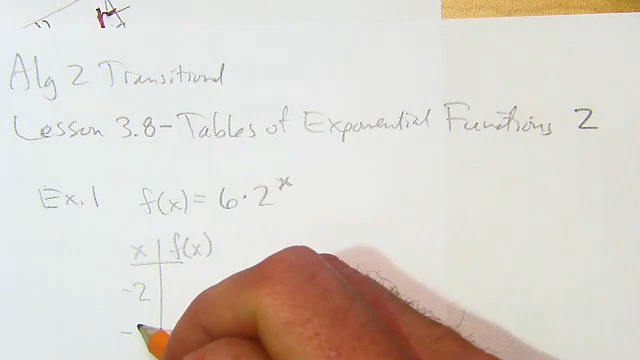 Alg 2 Transitional
Lesson 3.8 - Tables of Exponential Functions 2
Ex. 1 f(x) = 6 · 2^x
x | f(x)
-2
-